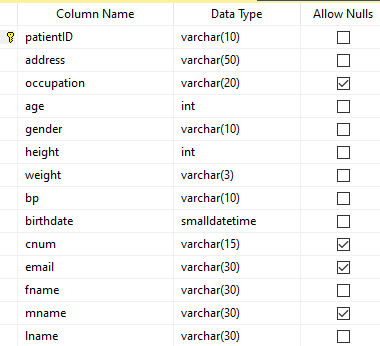 Column Name Data Type Allow Nulls
patientID varchar(10)
address varchar(50)
occupation varchar(20)
age int
gender varchar(10)
height int
weight varchar(3)
bp varchar(10)
birthdate smalldatetime
cnum varchar(15)
email varchar(30)
fname varchar(30)
mname varchar(30)
lname varchar(30)